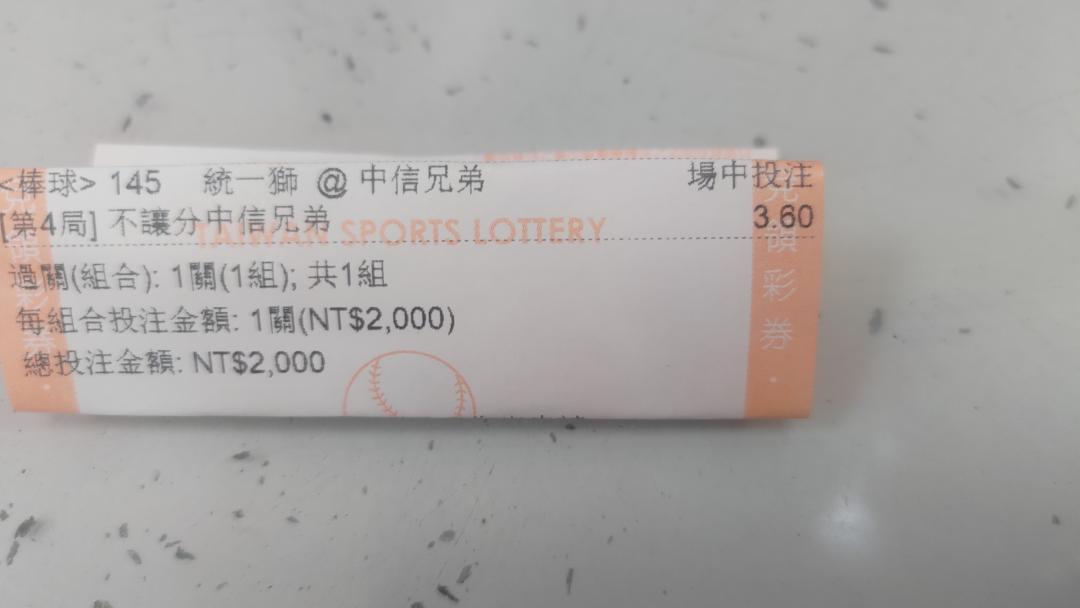 <棒球> 145 統一獅 @ 中信兄弟 場中投注
[第4局] 不讓分中信兄弟 3.60
TAIWAN SPORTS LOTTERY
過關(組合): 1關(1組); 共1組
每組合投注金額: 1關(NT$2,000)
總投注金額: NT$2,000
彩券